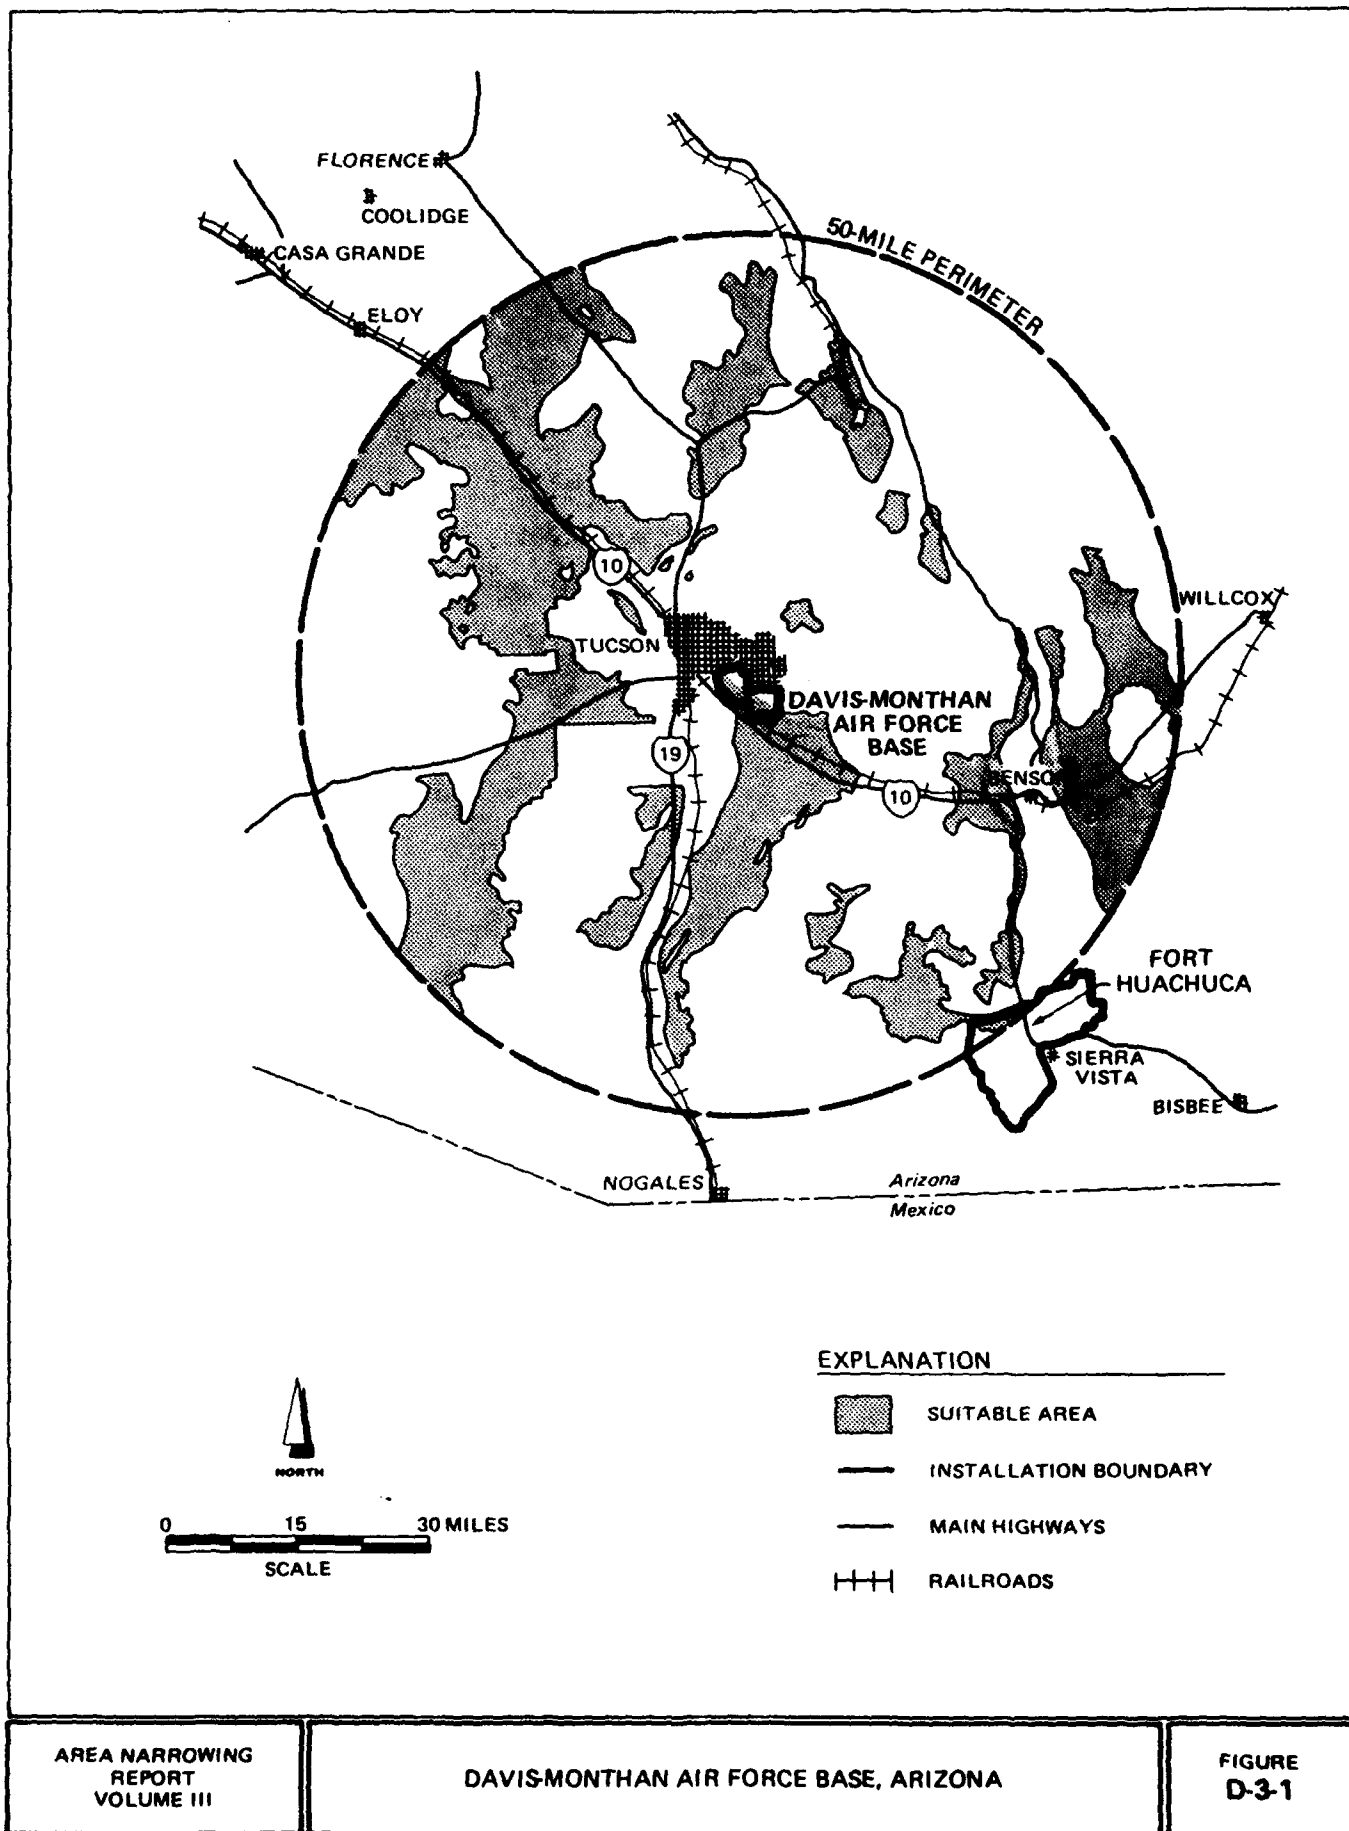 FLORENCE
COOLIDGE
CASA GRANDE
ELOY
50-MILE PERIMETER
10
WILLCOX
TUCSON
DAVIS-MONTHAN
AIR FORCE
BASE
19
BENSO
10
FORT
HUACHUCA
SIERRA
VISTA
BISBEE
NOGALES
Arizona
Mexico
EXPLANATION
SUITABLE AREA
INSTALLATION BOUNDARY
MAIN HIGHWAYS
RAILROADS
NORTH
0 15 30 MILES
SCALE
AREA NARROWING
REPORT
VOLUME III
DAVIS-MONTHAN AIR FORCE BASE, ARIZONA
FIGURE
D-3-1